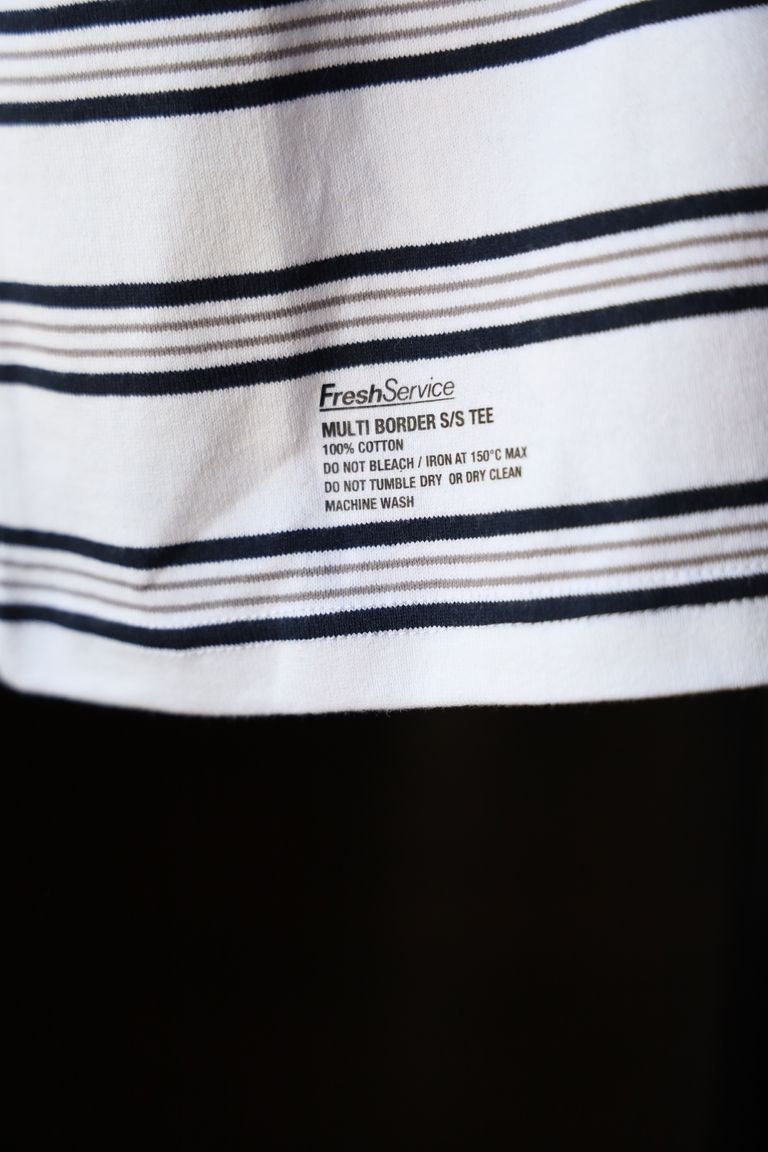 FreshService
MULTI BORDER S/S TEE
100% COTTON
DO NOT BLEACH / IRON AT 150°C MAX
DO NOT TUMBLE DRY OR DRY CLEAN
MACHINE WASH